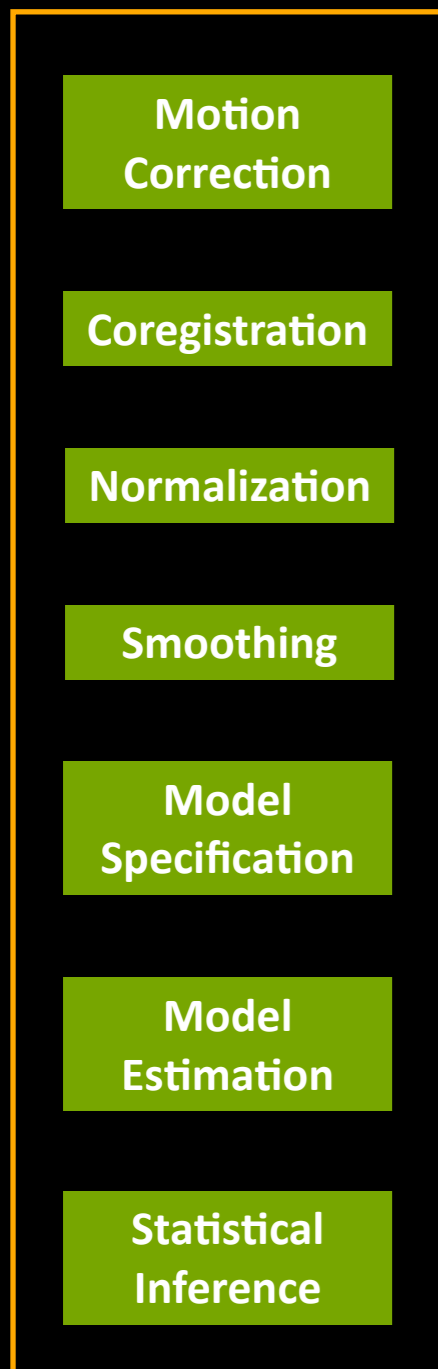 Motion
Correction
Coregistration
Normalization
Smoothing
Model
Specification
Model
Estimation
Statistical
Inference